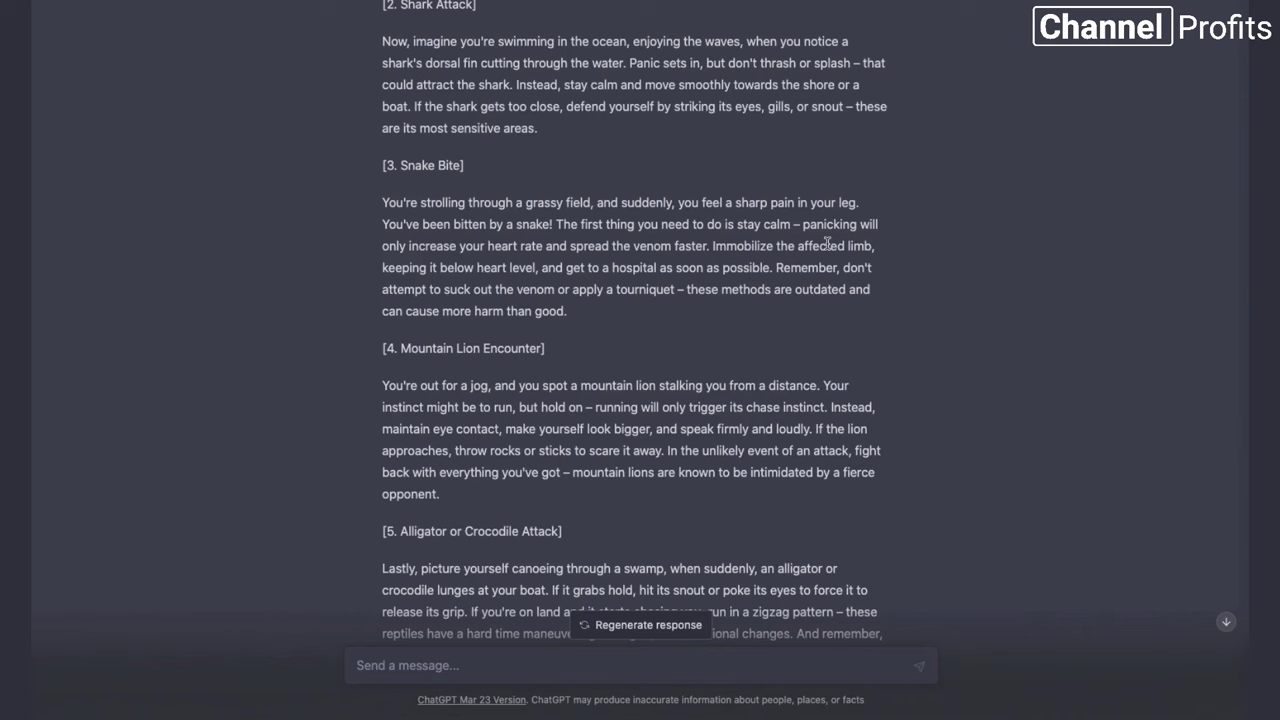 [2. Shark Attack]
Channel Profits
Now, imagine you're swimming in the ocean, enjoying the waves, when you notice a
shark's dorsal fin cutting through the water. Panic sets in, but don't thrash or splash – that
could attract the shark. Instead, stay calm and move smoothly towards the shore or a
boat. If the shark gets too close, defend yourself by striking its eyes, gills, or snout – these
are its most sensitive areas.
[3. Snake Bite]
You're strolling through a grassy field, and suddenly, you feel a sharp pain in your leg.
You've been bitten by a snake! The first thing you need to do is stay calm – panicking will
only increase your heart rate and spread the venom faster. Immobilize the affected limb,
keeping it below heart level, and get to a hospital as soon as possible. Remember, don't
attempt to suck out the venom or apply a tourniquet – these methods are outdated and
can cause more harm than good.
[4. Mountain Lion Encounter]
You're out for a jog, and you spot a mountain lion stalking you from a distance. Your
instinct might be to run, but hold on – running will only trigger its chase instinct. Instead,
maintain eye contact, make yourself look bigger, and speak firmly and loudly. If the lion
approaches, throw rocks or sticks to scare it away. In the unlikely event of an attack, fight
back with everything you've got – mountain lions are known to be intimidated by a fierce
opponent.
[5. Alligator or Crocodile Attack]
Lastly, picture yourself canoeing through a swamp, when suddenly, an alligator or
crocodile lunges at your boat. If it grabs hold, hit its snout or poke its eyes to force it to
release its grip. If you're on land and it starts chasing you, run in a zigzag pattern – these
reptiles have a hard time changes. And remember,
Regenerate response
Send a message...
ChatGPT Mar 23 Version. ChatGPT may produce inaccurate information about people, places, or facts